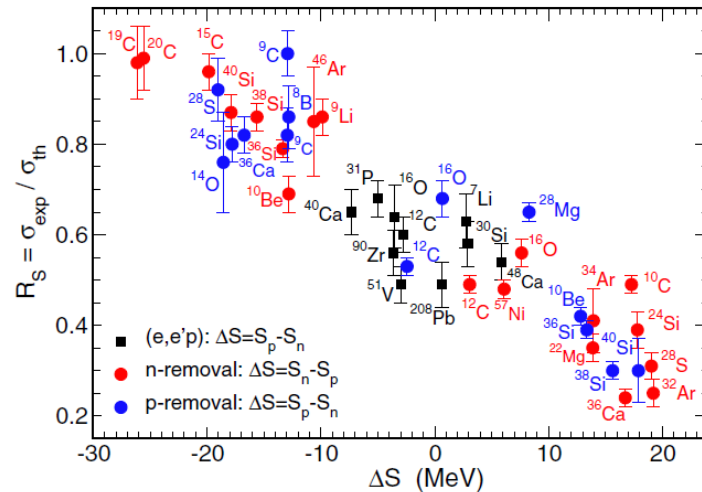 1.0
0.8
0.6
0.4
0.2
R_S = σ_exp / σ_th
-30
-20
-10
0
10
20
ΔS (MeV)
¹⁹C
²⁰C
¹⁵C
⁴⁰Si
²⁸S
²⁴Si
¹⁴O
³⁸Si
³⁶Si
³⁶Ca
⁹C
⁸B
⁹C
⁴⁶Ar
⁹Li
¹⁰Be
⁴⁰Ca
³¹P
¹⁶O
¹²C
⁹⁰Zr
⁵¹V
¹²C
¹⁶O
²⁰⁸Pb
⁷Li
³⁰Si
⁴⁸Ca
¹²C
⁵⁷Ni
²⁸Mg
¹⁶O
¹⁰Be
³⁶Si
³⁴Ar
²²Mg
³⁸Si
⁴⁰Si
³⁶Ca
¹⁰C
²⁴Si
²⁸S
³²Ar
(e,e'p): ΔS=S_p-S_n
n-removal: ΔS=S_n-S_p
p-removal: ΔS=S_p-S_n